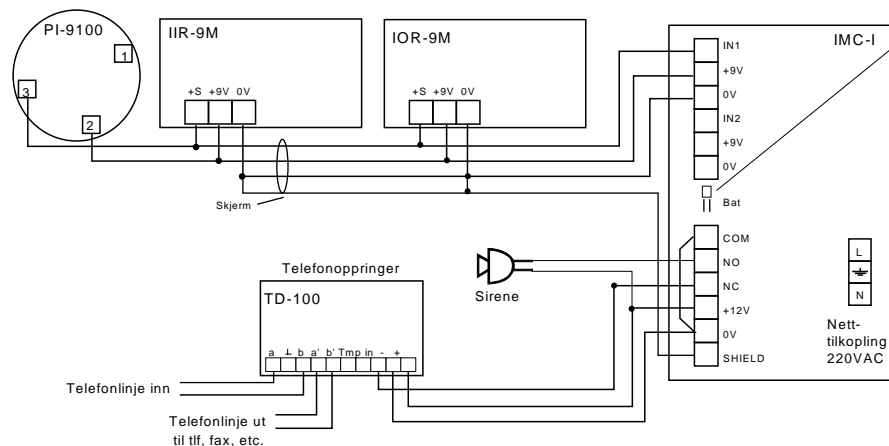 PI-9100
1
3
2
IIR-9M
+S +9V 0V
IOR-9M
+S +9V 0V
IMC-I
IN1
+9V
0V
IN2
+9V
0V
Bat
Skjerm
COM
NO
NC
+12V
0V
SHIELD
L
N
Nett-
tilkopling
220VAC
Sirene
Telefonoppringer
TD-100
a ⊥ b a' b' Tmp in - +
Telefonlinje inn
Telefonlinje ut
til tlf, fax, etc.